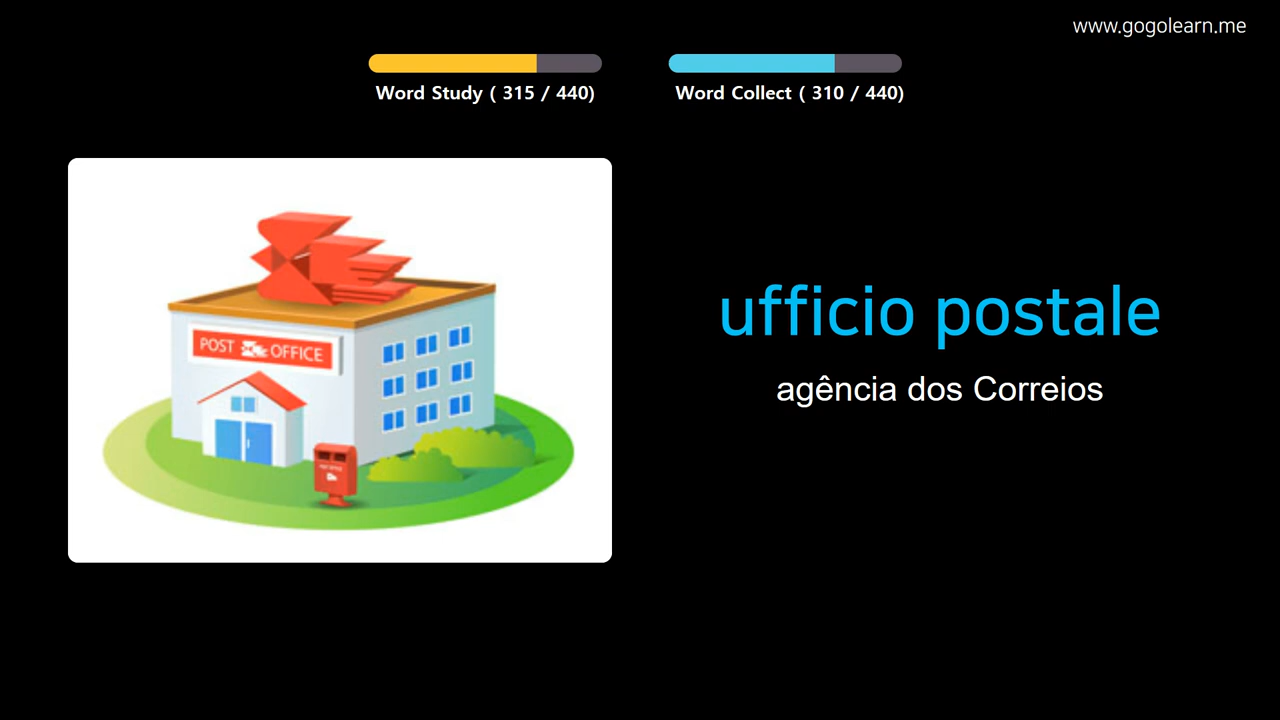 www.gogolearn.me
Word Study ( 315 / 440)
Word Collect ( 310 / 440)
POST OFFICE
ufficio postale
agência dos Correios